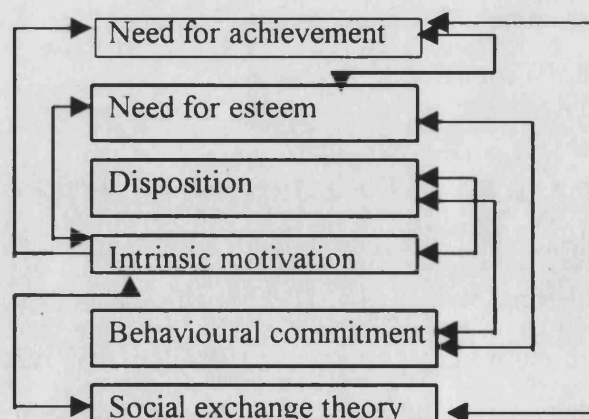 Need for achievement
Need for esteem
Disposition
Intrinsic motivation
Behavioural commitment
Social exchange theory